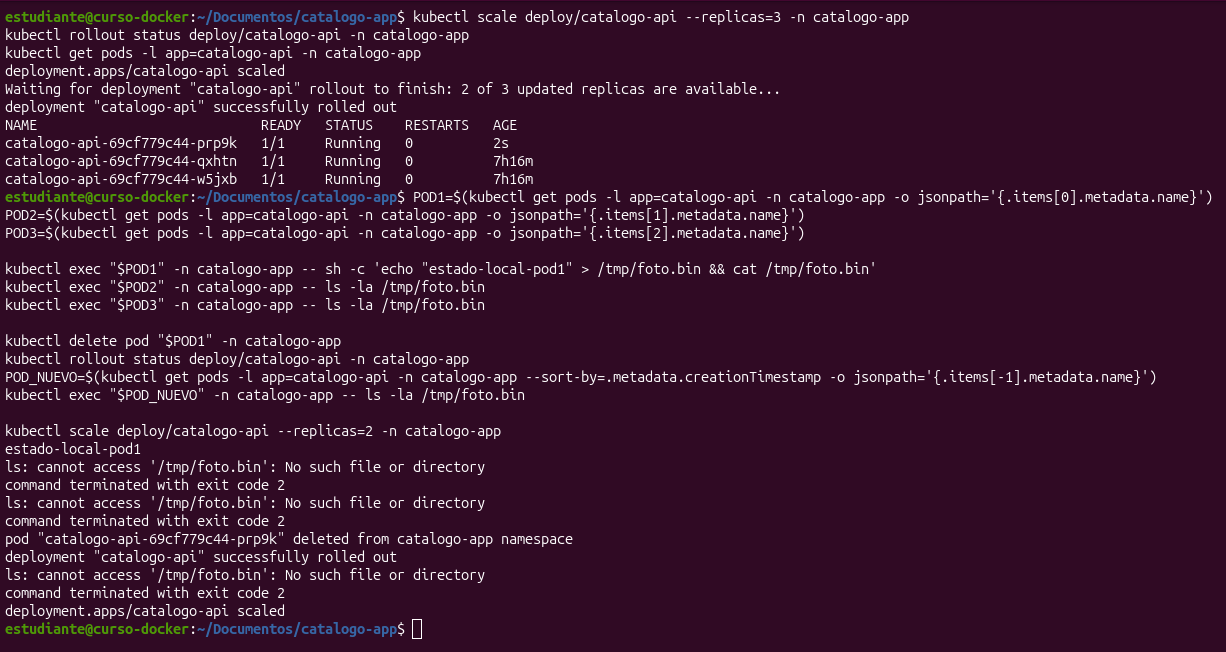 estudiante@curso-docker:~/Documentos/catalogo-app$ kubectl scale deploy/catalogo-api --replicas=3 -n catalogo-app
kubectl rollout status deploy/catalogo-api -n catalogo-app
kubectl get pods -l app=catalogo-api -n catalogo-app
deployment.apps/catalogo-api scaled
Waiting for deployment "catalogo-api" rollout to finish: 2 of 3 updated replicas are available...
deployment "catalogo-api" successfully rolled out
NAME                            READY   STATUS    RESTARTS   AGE
catalogo-api-69cf779c44-prp9k   1/1     Running   0          2s
catalogo-api-69cf779c44-qxhtn   1/1     Running   0          7h16m
catalogo-api-69cf779c44-w5jxb   1/1     Running   0          7h16m
estudiante@curso-docker:~/Documentos/catalogo-app$ POD1=$(kubectl get pods -l app=catalogo-api -n catalogo-app -o jsonpath='{.items[0].metadata.name}')
POD2=$(kubectl get pods -l app=catalogo-api -n catalogo-app -o jsonpath='{.items[1].metadata.name}')
POD3=$(kubectl get pods -l app=catalogo-api -n catalogo-app -o jsonpath='{.items[2].metadata.name}')

kubectl exec "$POD1" -n catalogo-app -- sh -c 'echo "estado-local-pod1" > /tmp/foto.bin && cat /tmp/foto.bin'
kubectl exec "$POD2" -n catalogo-app -- ls -la /tmp/foto.bin
kubectl exec "$POD3" -n catalogo-app -- ls -la /tmp/foto.bin

kubectl delete pod "$POD1" -n catalogo-app
kubectl rollout status deploy/catalogo-api -n catalogo-app
POD_NUEVO=$(kubectl get pods -l app=catalogo-api -n catalogo-app --sort-by=.metadata.creationTimestamp -o jsonpath='{.items[-1].metadata.name}')
kubectl exec "$POD_NUEVO" -n catalogo-app -- ls -la /tmp/foto.bin

kubectl scale deploy/catalogo-api --replicas=2 -n catalogo-app
estado-local-pod1
ls: cannot access '/tmp/foto.bin': No such file or directory
command terminated with exit code 2
ls: cannot access '/tmp/foto.bin': No such file or directory
command terminated with exit code 2
pod "catalogo-api-69cf779c44-prp9k" deleted from catalogo-app namespace
deployment "catalogo-api" successfully rolled out
ls: cannot access '/tmp/foto.bin': No such file or directory
command terminated with exit code 2
deployment.apps/catalogo-api scaled
estudiante@curso-docker:~/Documentos/catalogo-app$